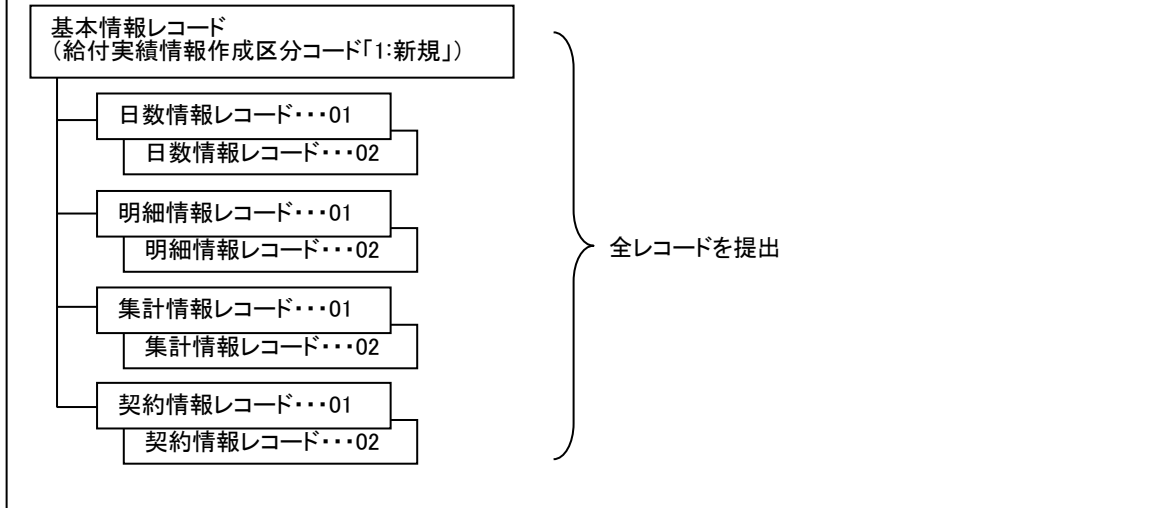 基本情報レコード
（給付実績情報作成区分コード「1:新規」）
日数情報レコード・・・01
日数情報レコード・・・02
明細情報レコード・・・01
明細情報レコード・・・02
全レコードを提出
集計情報レコード・・・01
集計情報レコード・・・02
契約情報レコード・・・01
契約情報レコード・・・02